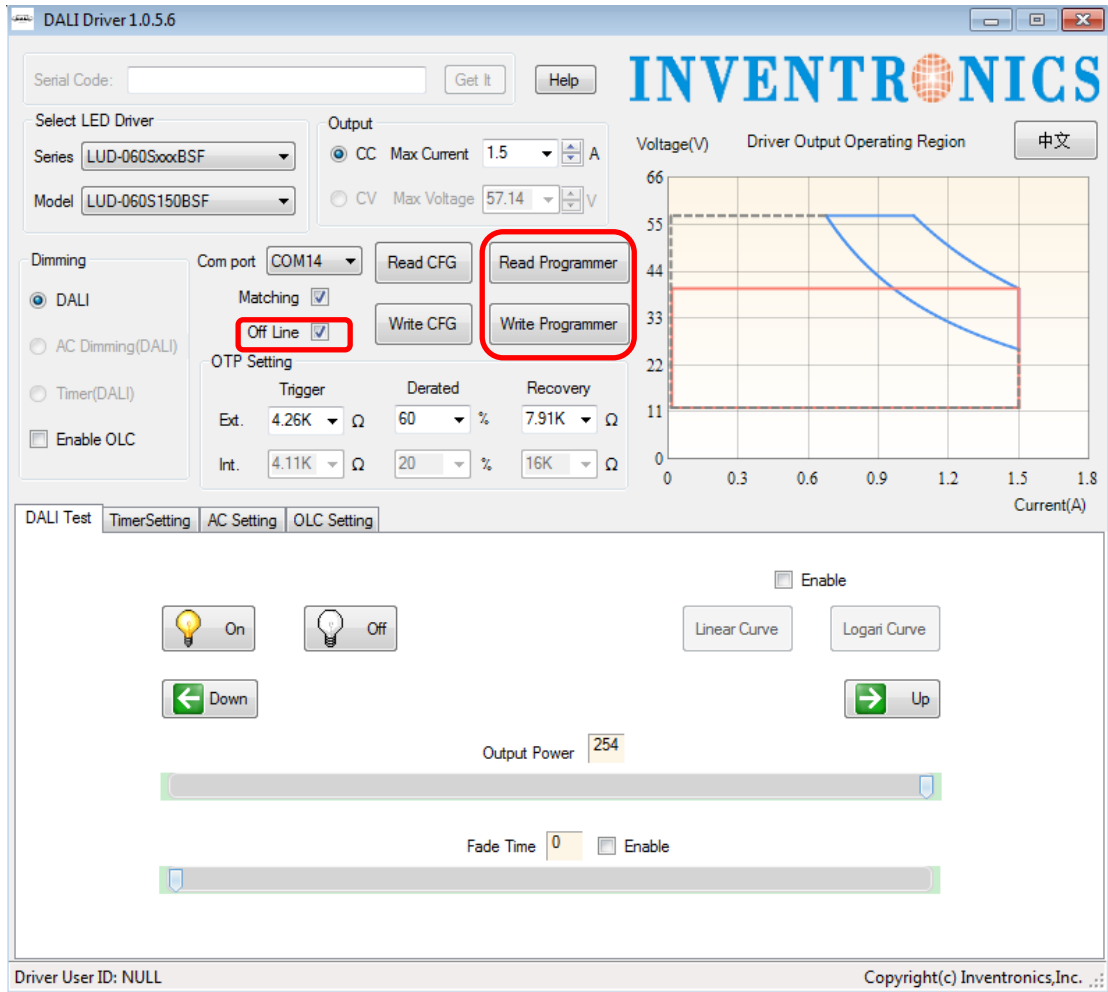 DALI Driver 1.0.5.6
Serial Code: Get It Help
INVENTRONICS
Select LED Driver
Series LUD-060SxxxBSF
Model LUD-060S150BSF
Output
CC Max Current 1.5 A
CV Max Voltage 57.14 V
Voltage(V) Driver Output Operating Region 中文
66
55
44
33
22
11
0
0 0.3 0.6 0.9 1.2 1.5 1.8
Current(A)
Dimming
DALI
AC Dimming(DALI)
Timer(DALI)
Enable OLC
Com port COM14 Read CFG Read Programmer
Matching
Off Line Write CFG Write Programmer
OTP Setting
Trigger Derated Recovery
Ext. 4.26K Ω 60 % 7.91K Ω
Int. 4.11K Ω 20 % 16K Ω
DALI Test TimerSetting AC Setting OLC Setting
Enable
On Off Linear Curve Logari Curve
Down Up
Output Power 254
Fade Time 0 Enable
Driver User ID: NULL Copyright(c) Inventronics,Inc.